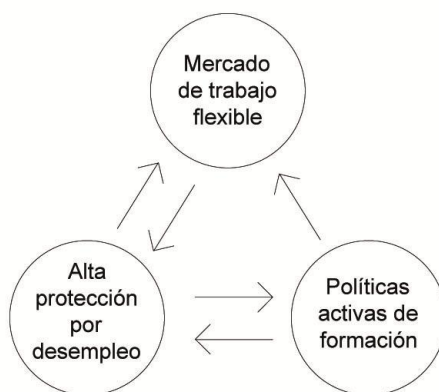 Mercado
de trabajo
flexible
Alta
protección
por
desempleo
Políticas
activas de
formación